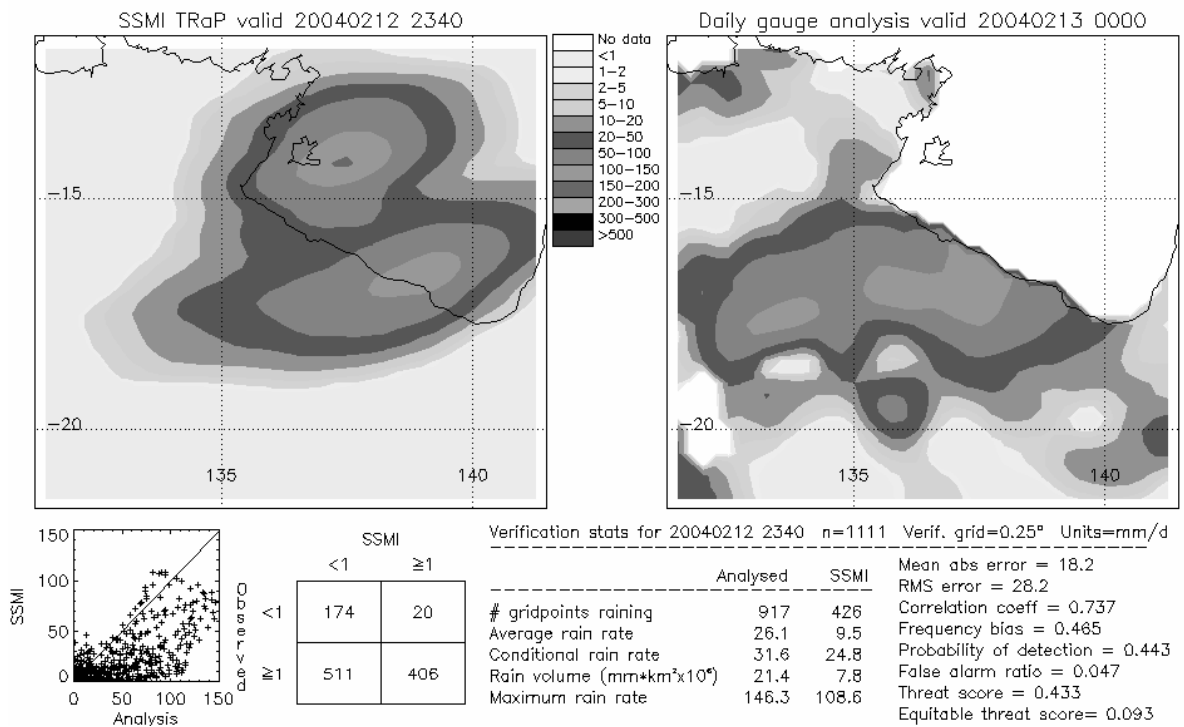 SSMI TRaP valid 20040212 2340
Daily gauge analysis valid 20040213 0000
No data
<1
1−2
2−5
5−10
10−20
20−50
50−100
100−150
150−200
200−300
300−500
>500
−15
−20
135
140
−15
−20
135
140
150
100
50
0
SSMI
0 50 100 150
Analysis
SSMI
<1 ≥1
Observed
<1 174 20
≥1 511 406
Verification stats for 20040212 2340 n=1111 Verif. grid=0.25° Units=mm/d
Analysed SSMI
# gridpoints raining 917 426
Average rain rate 26.1 9.5
Conditional rain rate 31.6 24.8
Rain volume (mm*km²x10⁶) 21.4 7.8
Maximum rain rate 146.3 108.6
Mean abs error = 18.2
RMS error = 28.2
Correlation coeff = 0.737
Frequency bias = 0.465
Probability of detection = 0.443
False alarm ratio = 0.047
Threat score = 0.433
Equitable threat score= 0.093